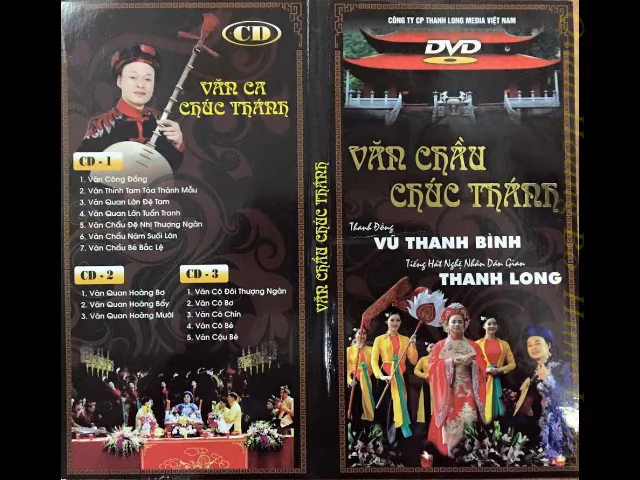 CD
VĂN CA
CHÚC THÁNH
CD - 1
1. Văn Công Đồng
2. Văn Thỉnh Tam Tòa Thánh Mẫu
3. Văn Quan Lớn Đệ Tam
4. Văn Quan Lớn Tuần Tranh
5. Văn Chầu Đệ Nhị Thượng Ngàn
6. Văn Chầu Năm Suối Lân
7. Văn Chầu Bé Bắc Lệ
CD - 2
1. Văn Quan Hoàng Bơ
2. Văn Quan Hoàng Bẩy
3. Văn Quan Hoàng Mười
CD - 3
1. Văn Cô Đôi Thượng Ngàn
2. Văn Cô Bơ
3. Văn Cô Chín
4. Văn Cô Bé
5. Văn Cậu Bé
VĂN CHẦU CHÚC THÁNH
CÔNG TY CP THANH LONG MEDIA VIỆT NAM
DVD
VĂN CHẦU
CHÚC THÁNH
Thanh Đồng
VŨ THANH BÌNH
Tiếng Hát Nghệ Nhân Dân Gian
THANH LONG